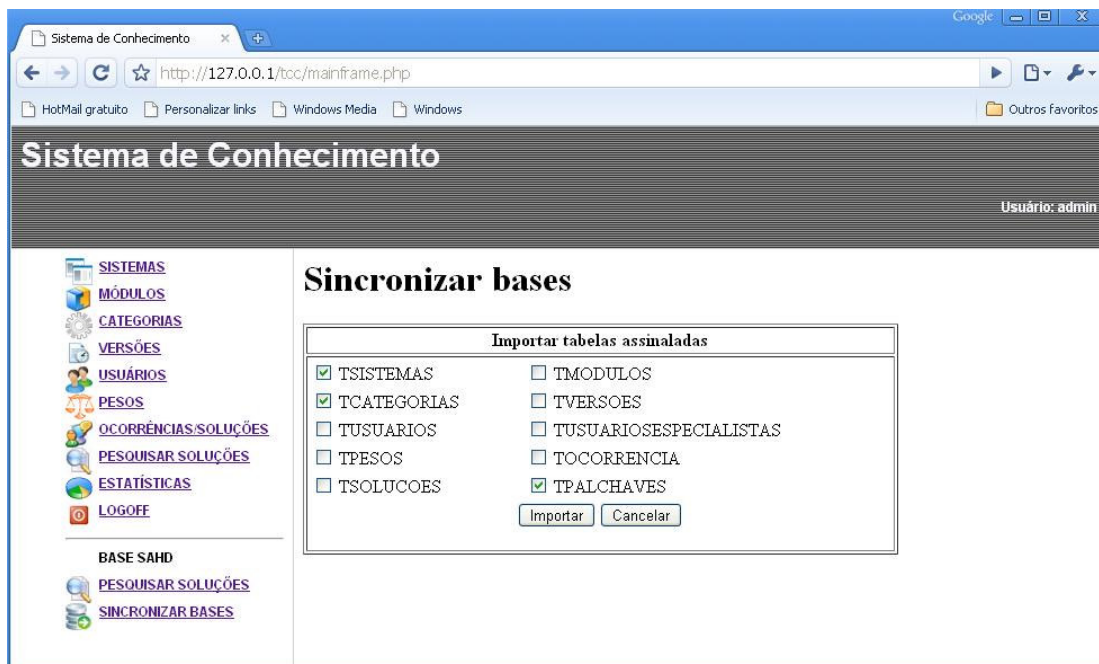 Google
Sistema de Conhecimento
http://127.0.0.1/tcc/mainframe.php
HotMail gratuito Personalizar links Windows Media Windows Outros favoritos
Sistema de Conhecimento
Usuário: admin
SISTEMAS
MÓDULOS
CATEGORIAS
VERSÕES
USUÁRIOS
PESOS
OCORRÊNCIAS/SOLUÇÕES
PESQUISAR SOLUÇÕES
ESTATÍSTICAS
LOGOFF
BASE SAHD
PESQUISAR SOLUÇÕES
SINCRONIZAR BASES
Sincronizar bases
Importar tabelas assinaladas
TSISTEMAS TMODULOS
TCATEGORIAS TVERSOES
TUSUARIOS TUSUARIOSESPECIALISTAS
TPESOS TOCORRENCIA
TSOLUCOES TPALCHAVES
Importar Cancelar